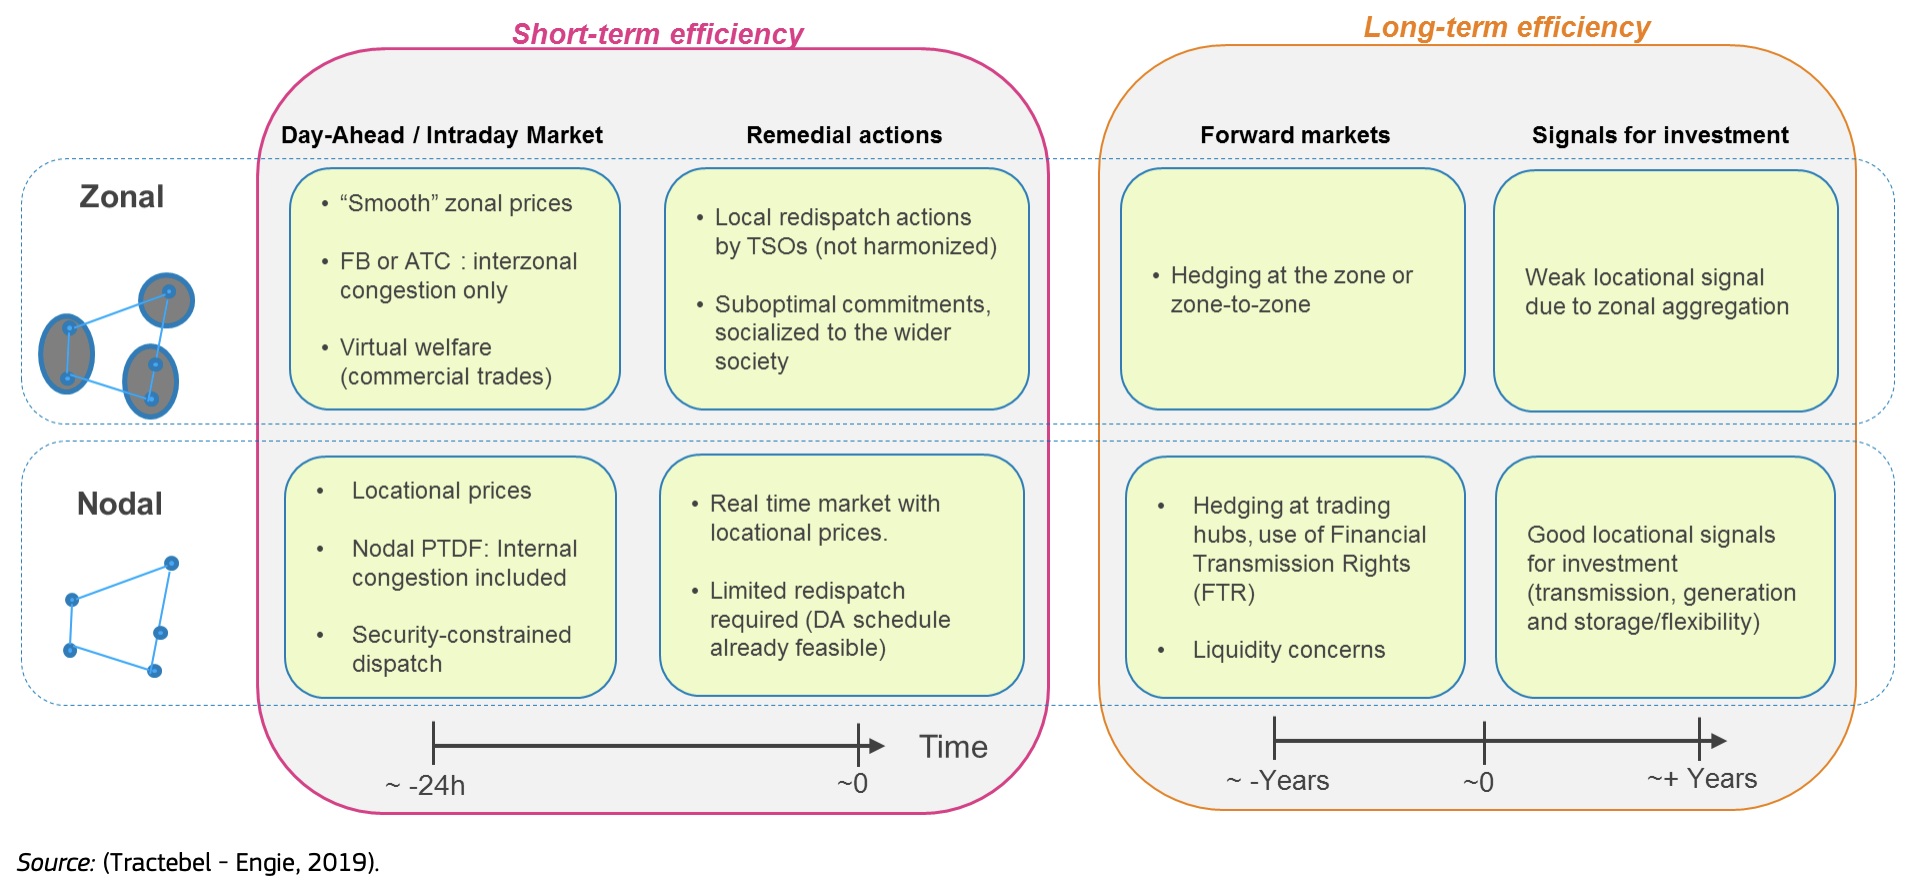 Short-term efficiency
Long-term efficiency
Day-Ahead / Intraday Market
Remedial actions
Forward markets
Signals for investment
Zonal
• “Smooth” zonal prices
• FB or ATC : interzonal
congestion only
• Virtual welfare
(commercial trades)
• Local redispatch actions
by TSOs (not harmonized)
• Suboptimal commitments,
socialized to the wider
society
• Hedging at the zone or
zone-to-zone
Weak locational signal
due to zonal aggregation
Nodal
• Locational prices
• Nodal PTDF: Internal
congestion included
• Security-constrained
dispatch
• Real time market with
locational prices.
• Limited redispatch
required (DA schedule
already feasible)
• Hedging at trading
hubs, use of Financial
Transmission Rights
(FTR)
• Liquidity concerns
Good locational signals
for investment
(transmission, generation
and storage/flexibility)
~ -24h
~0
Time
~ -Years
~0
~+ Years
Source: (Tractebel - Engie, 2019).